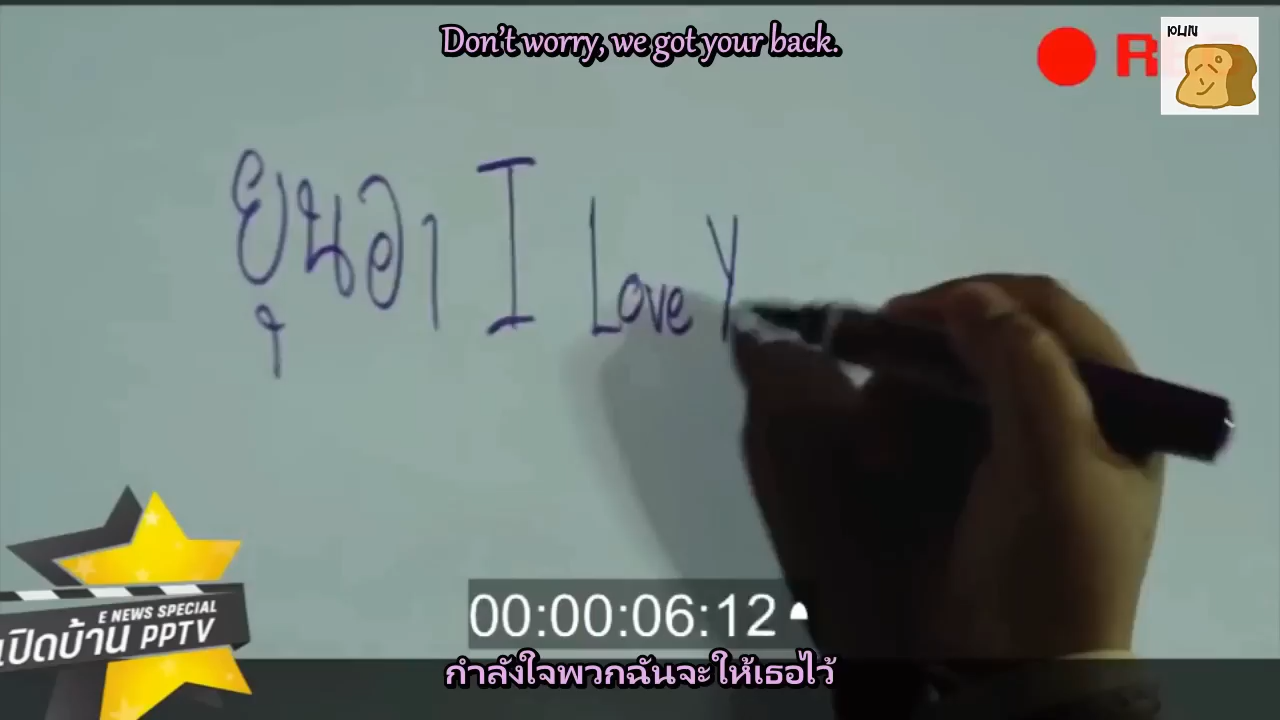 Don't worry, we got your back.
R
JOLIN
ยุนอา I Love Y
E NEWS SPECIAL
เปิดบ้าน PPTV
00:00:06:12
กำลังใจพวกฉันจะให้เธอไว้